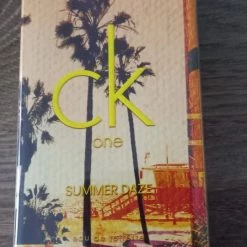 ck
one
SUMMER DAZE
eau de toilette